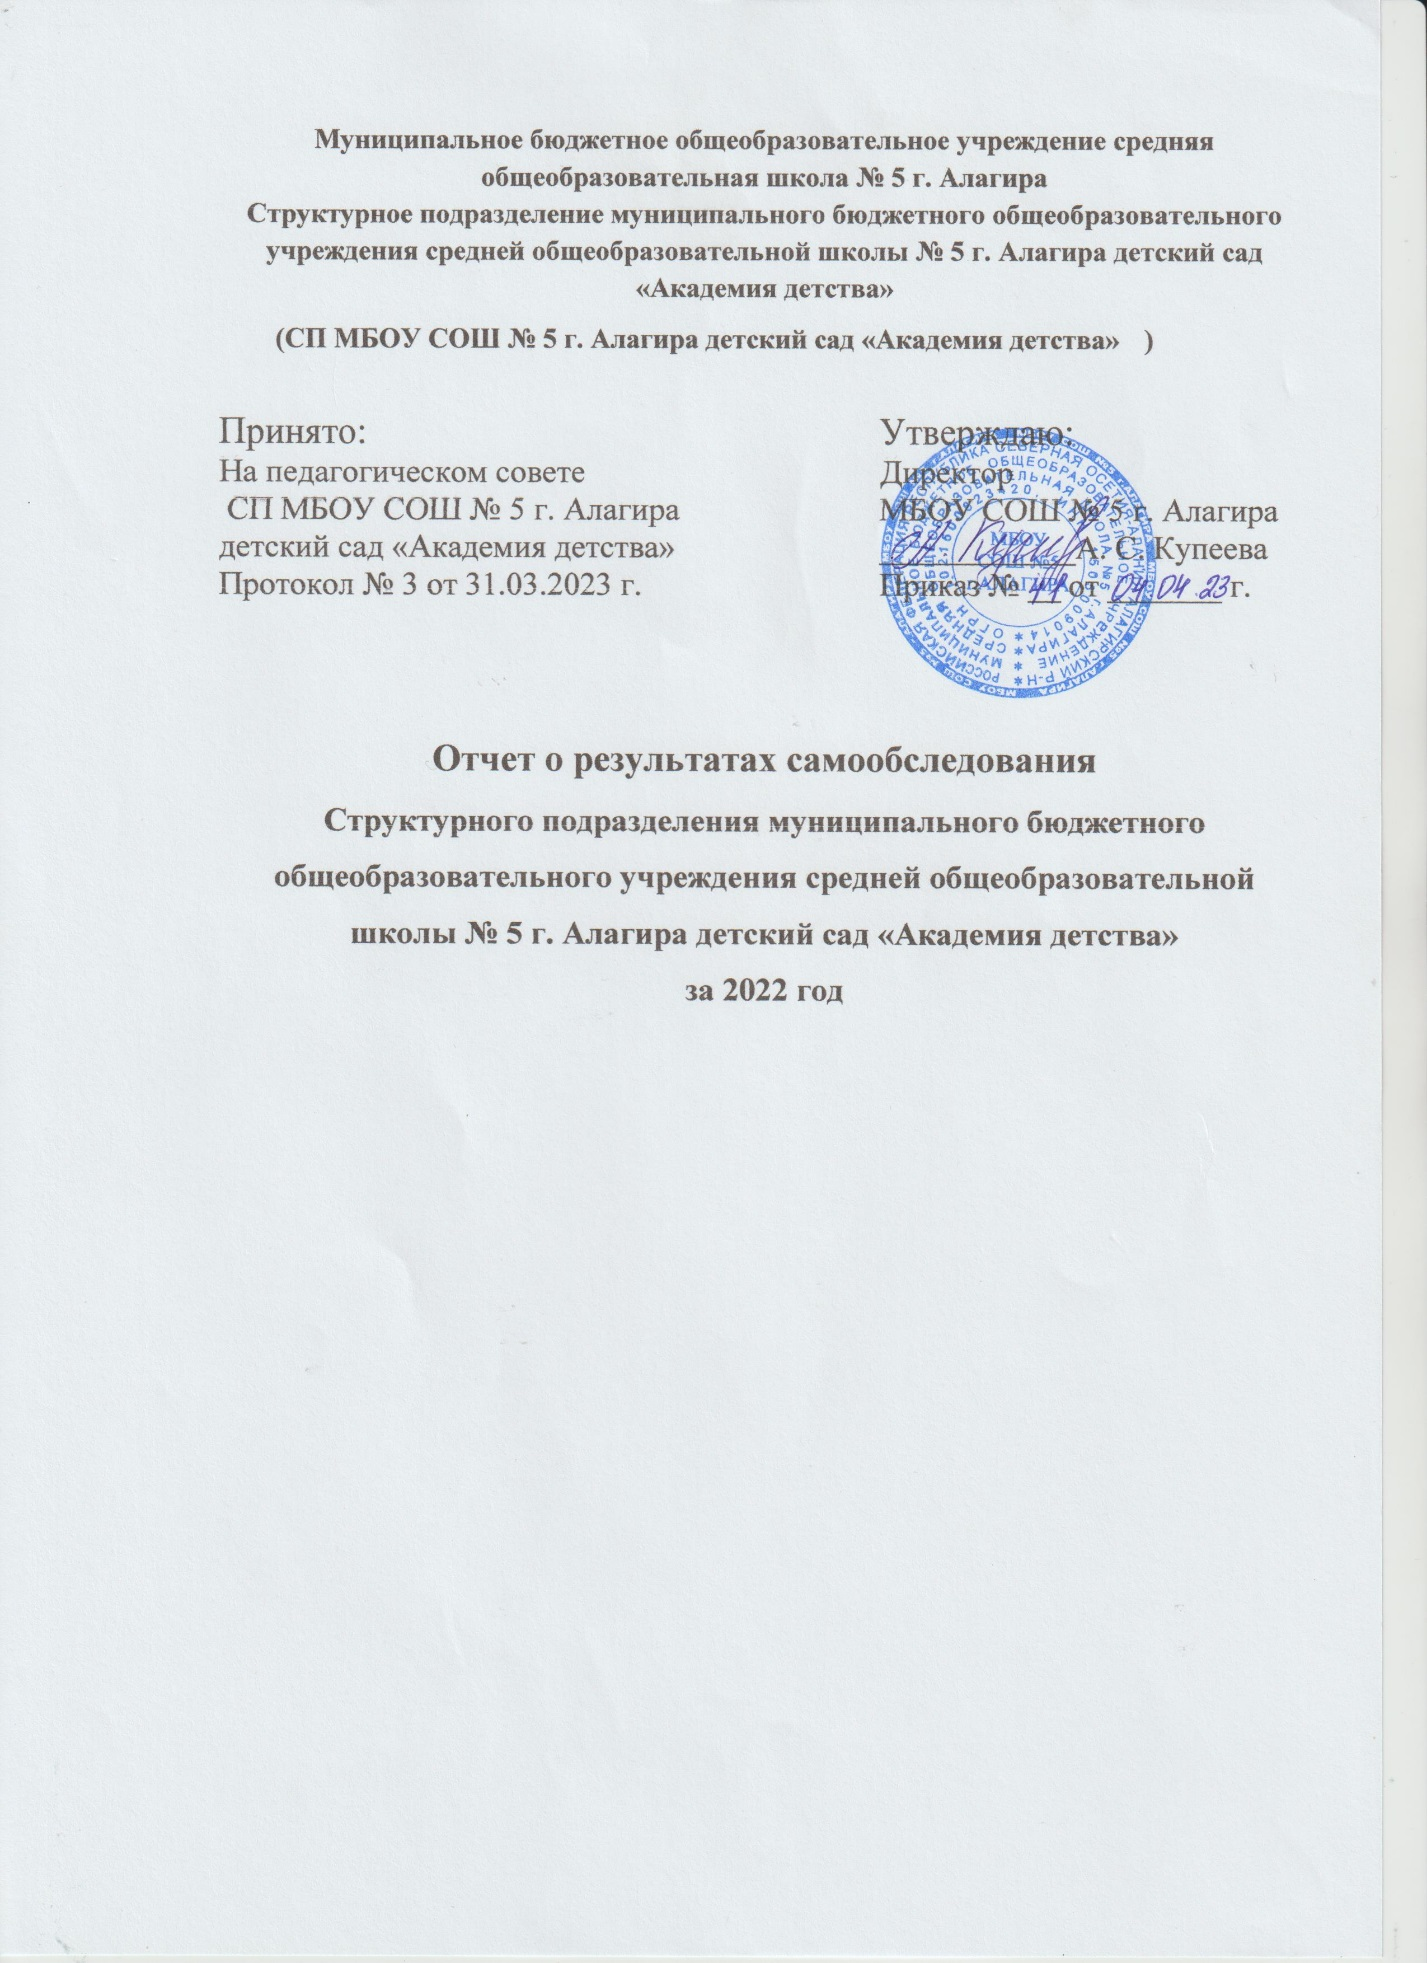 Муниципальное бюджетное общеобразовательное учреждение средняя
общеобразовательная школа № 5 г. Алагира
Структурное подразделение муниципального бюджетного общеобразовательного
учреждения средней общеобразовательной школы № 5 г. Алагира детский сад
«Академия детства»
(СП МБОУ СОШ № 5 г. Алагира детский сад «Академия детства» )
Принято:
На педагогическом совете
СП МБОУ СОШ № 5 г. Алагира
детский сад «Академия детства»
Протокол № 3 от 31.03.2023 г.
Утверждаю:
Директор
МБОУ СОШ № 5 г. Алагира
А. С. Купеева
Приказ № от 04.04.23 г.
МБОУ
СОШ №5
Отчет о результатах самообследования
Структурного подразделения муниципального бюджетного
общеобразовательного учреждения средней общеобразовательной
школы № 5 г. Алагира детский сад «Академия детства»
за 2022 год